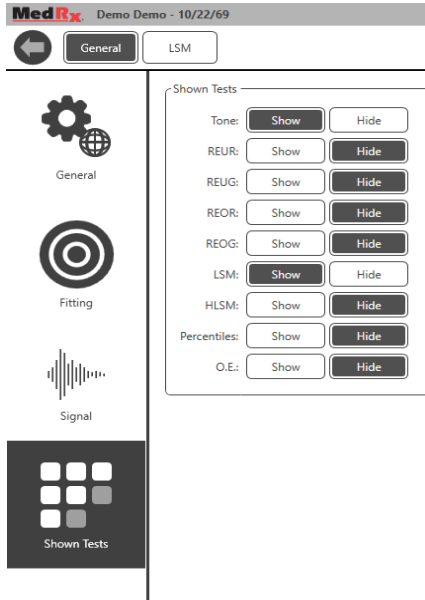 MedRx Demo Demo - 10/22/69
General LSM
General
Fitting
Signal
Shown Tests
Shown Tests
Tone: Show Hide
REUR: Show Hide
REUG: Show Hide
REOR: Show Hide
REOG: Show Hide
LSM: Show Hide
HLSM: Show Hide
Percentiles: Show Hide
O.E.: Show Hide